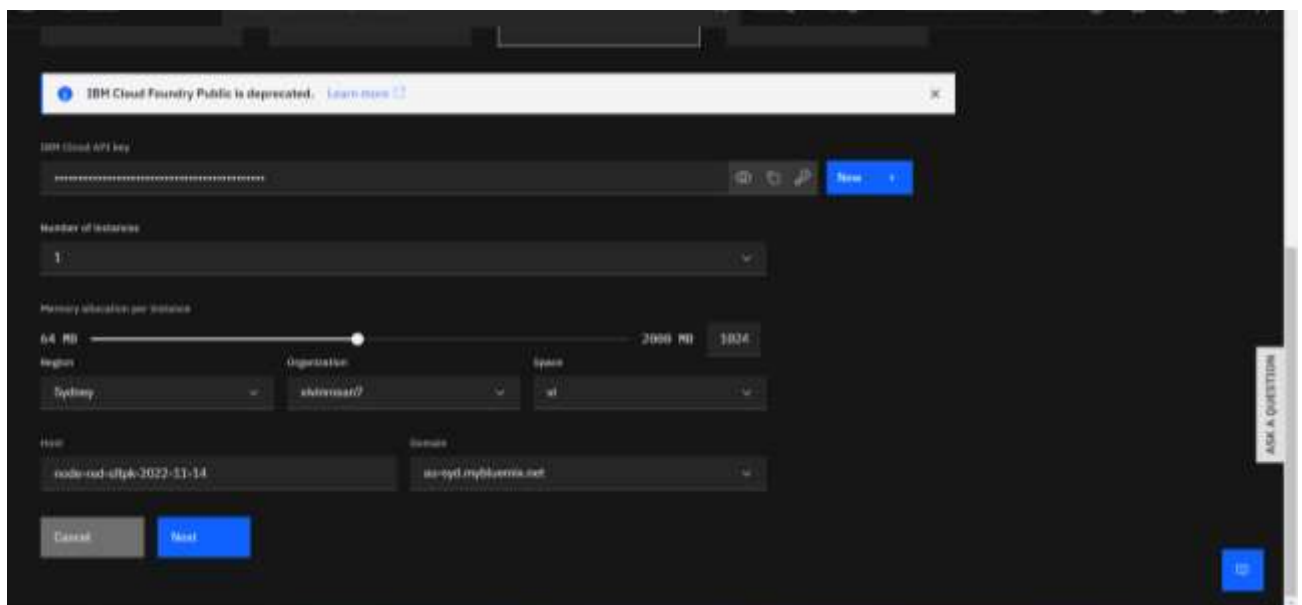 IBM Cloud Foundry Public is deprecated. Learn more
IBM Cloud API key
New +
Number of instances
1
Memory allocation per instance
64 MB 2000 MB 1024
Region Organization Space
Sydney vi
Host Domain
au-syd.mybluemix.net
Cancel Next
ASK A QUESTION